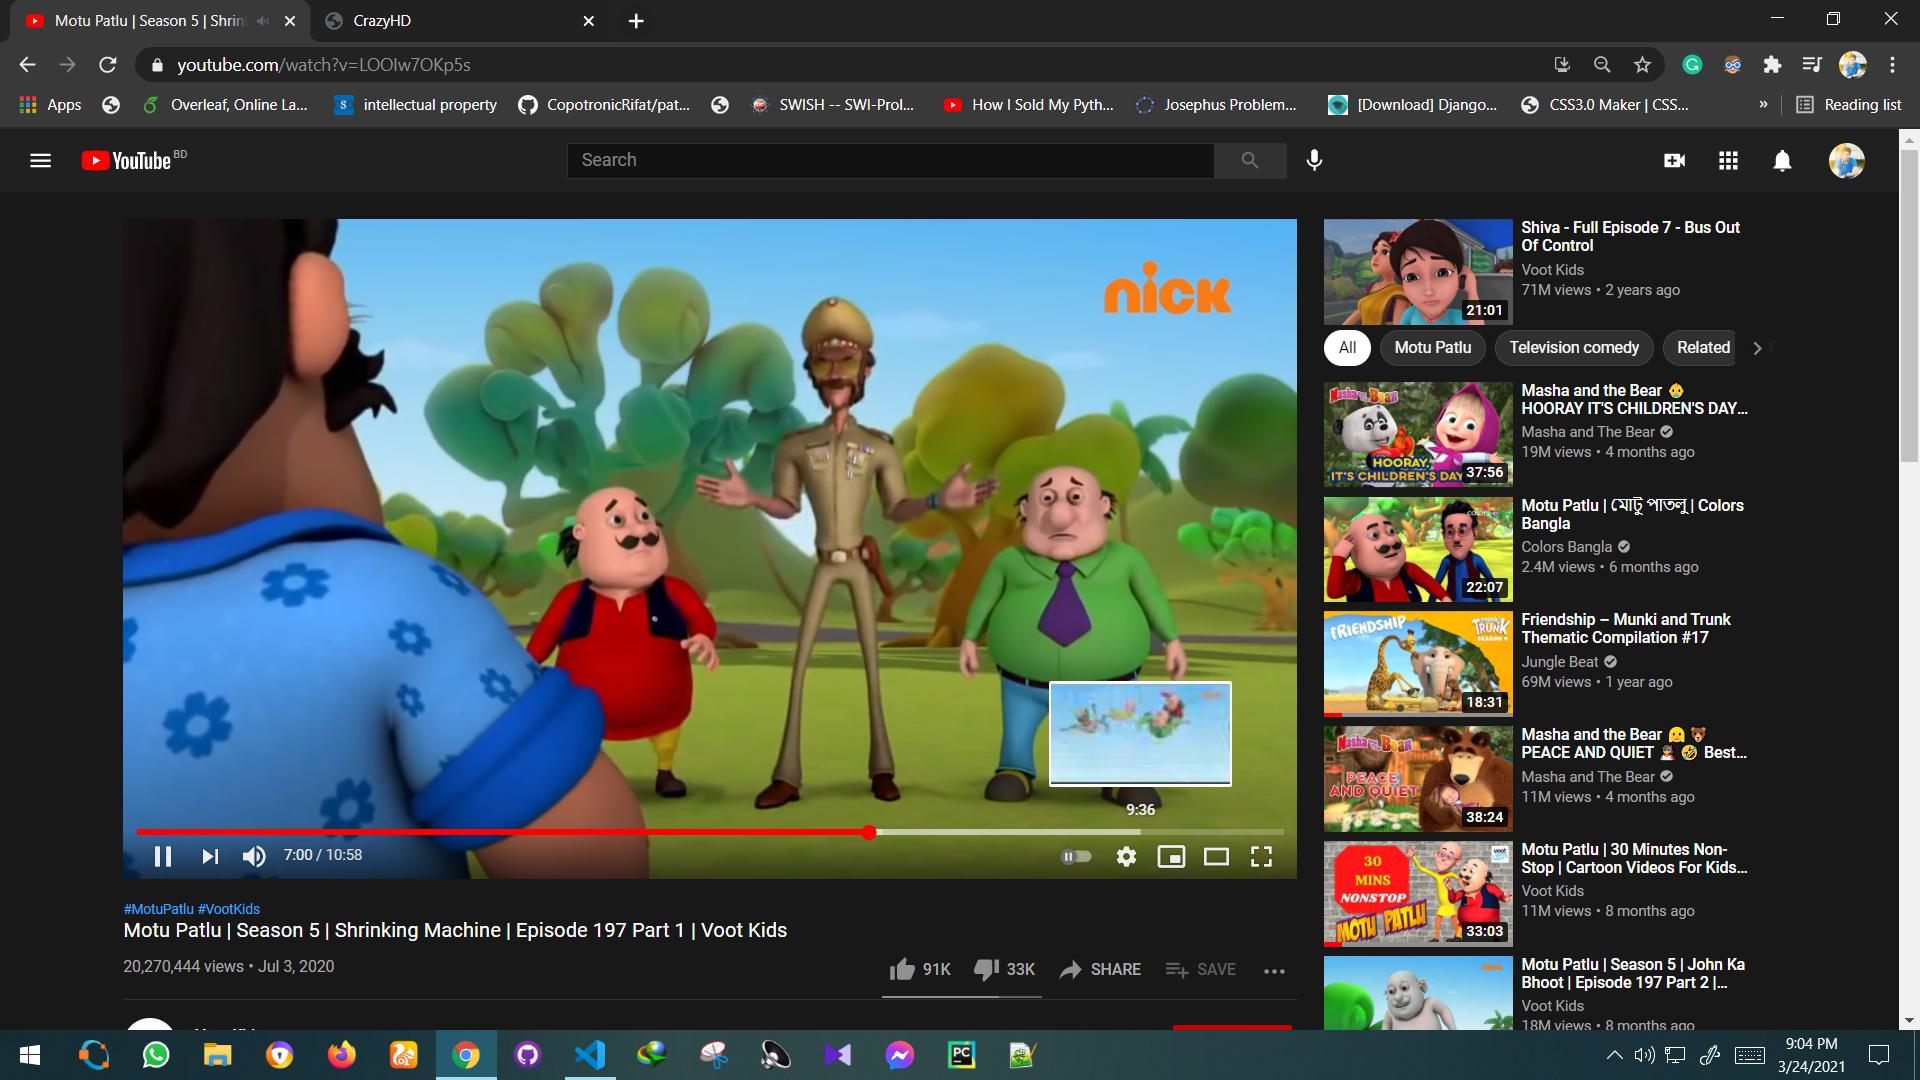 Motu Patlu | Season 5 | Shrin
CrazyHD
youtube.com/watch?v=LOOIw7OKp5s
Apps
Overleaf, Online La...
intellectual property
CopotronicRifat/pat...
SWISH -- SWI-Prol...
How I Sold My Pyth...
Josephus Problem...
[Download] Django...
CSS3.0 Maker | CSS...
»
Reading list
YouTube BD
Search
nick
9:36
7:00 / 10:58
#MotuPatlu #VootKids
Motu Patlu | Season 5 | Shrinking Machine | Episode 197 Part 1 | Voot Kids
20,270,444 views • Jul 3, 2020
91K
33K
SHARE
SAVE
21:01
Shiva - Full Episode 7 - Bus Out
Of Control
Voot Kids
71M views • 2 years ago
All
Motu Patlu
Television comedy
Related
HOORAY
IT'S CHILDREN'S DAY
37:56
Masha and the Bear 👶
HOORAY IT'S CHILDREN'S DAY...
Masha and The Bear
19M views • 4 months ago
22:07
Motu Patlu | মোটু পাতলু | Colors
Bangla
Colors Bangla
2.4M views • 6 months ago
FRIENDSHIP
MUNKI AND
TRUNK
18:31
Friendship – Munki and Trunk
Thematic Compilation #17
Jungle Beat
69M views • 1 year ago
PEACE
AND QUIET
38:24
Masha and the Bear 👱‍♀️🐻
PEACE AND QUIET 🤣 Best...
Masha and The Bear
11M views • 4 months ago
30
MINS
NONSTOP
MOTU PATLU
voot
33:03
Motu Patlu | 30 Minutes Non-
Stop | Cartoon Videos For Kids...
Voot Kids
11M views • 8 months ago
nick
Motu Patlu | Season 5 | John Ka
Bhoot | Episode 197 Part 2 |...
Voot Kids
18M views • 8 months ago
PC
9:04 PM
3/24/2021